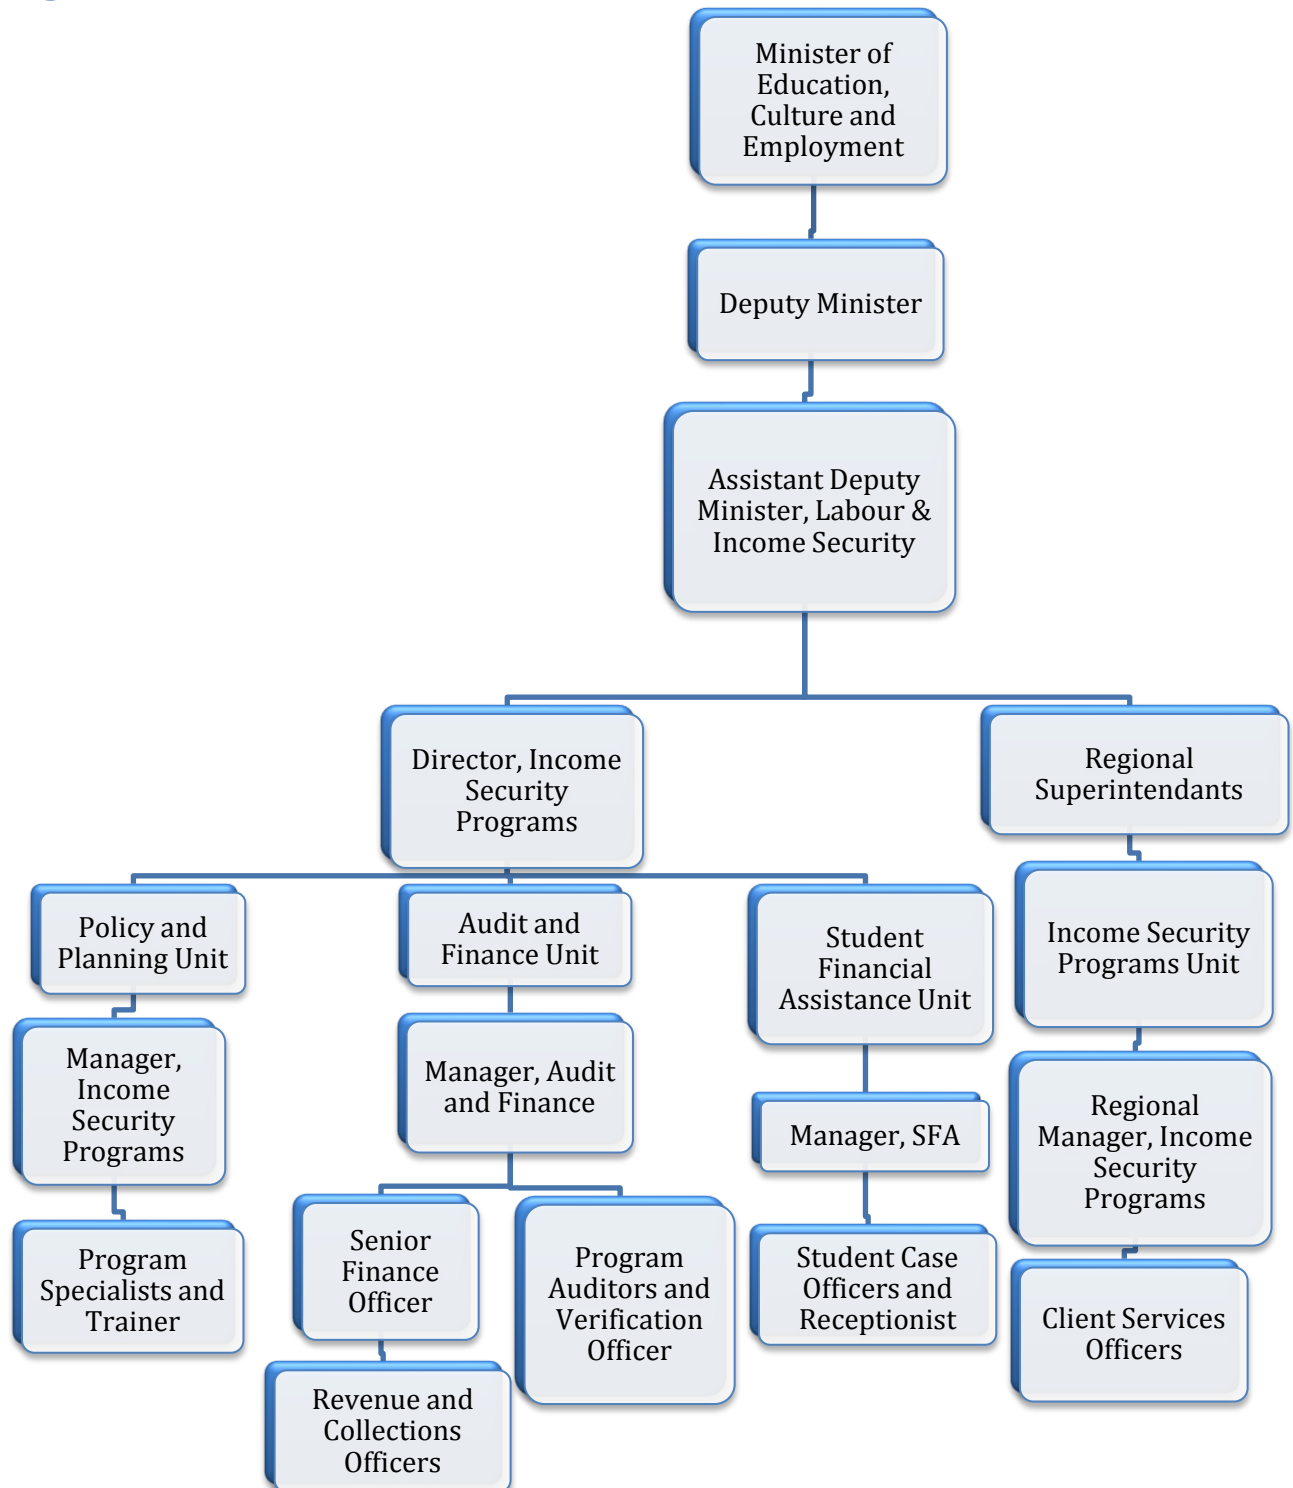 Minister of
Education,
Culture and
Employment
Deputy Minister
Assistant Deputy
Minister, Labour &
Income Security
Director, Income
Security
Programs
Regional
Superintendants
Policy and
Planning Unit
Audit and
Finance Unit
Student
Financial
Assistance Unit
Income Security
Programs Unit
Manager,
Income
Security
Programs
Manager, Audit
and Finance
Manager, SFA
Regional
Manager, Income
Security
Programs
Program
Specialists and
Trainer
Senior
Finance
Officer
Program
Auditors and
Verification
Officer
Student Case
Officers and
Receptionist
Client Services
Officers
Revenue and
Collections
Officers